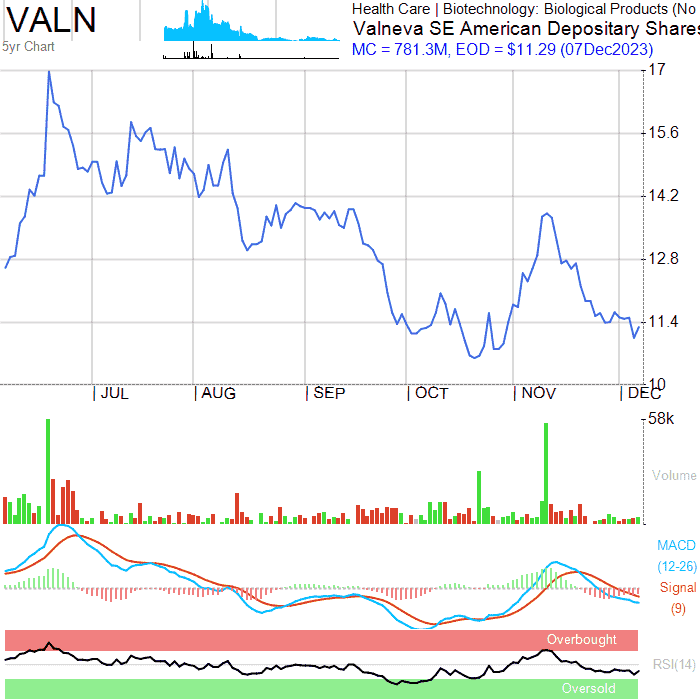 VALN
5yr Chart
Health Care | Biotechnology: Biological Products (No
Valneva SE American Depositary Shares
MC = 781.3M, EOD = $11.29 (07Dec2023)
17
15.6
14.2
12.8
11.4
10
JUL
AUG
SEP
OCT
NOV
DEC
58k
Volume
MACD
(12-26)
Signal
(9)
Overbought
RSI(14)
Oversold